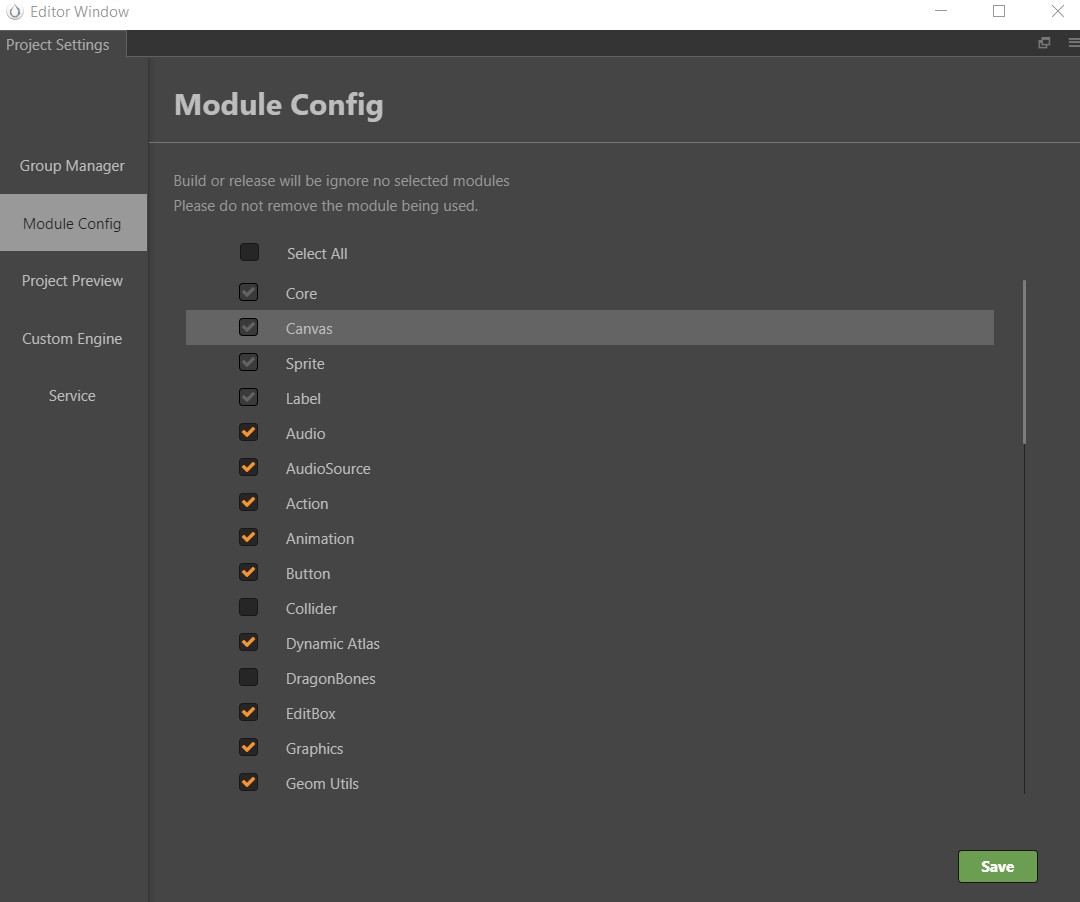 Editor Window
Project Settings
Module Config
Group Manager
Module Config
Project Preview
Custom Engine
Service
Build or release will be ignore no selected modules
Please do not remove the module being used.
Select All
Core
Canvas
Sprite
Label
Audio
AudioSource
Action
Animation
Button
Collider
Dynamic Atlas
DragonBones
EditBox
Graphics
Geom Utils
Save